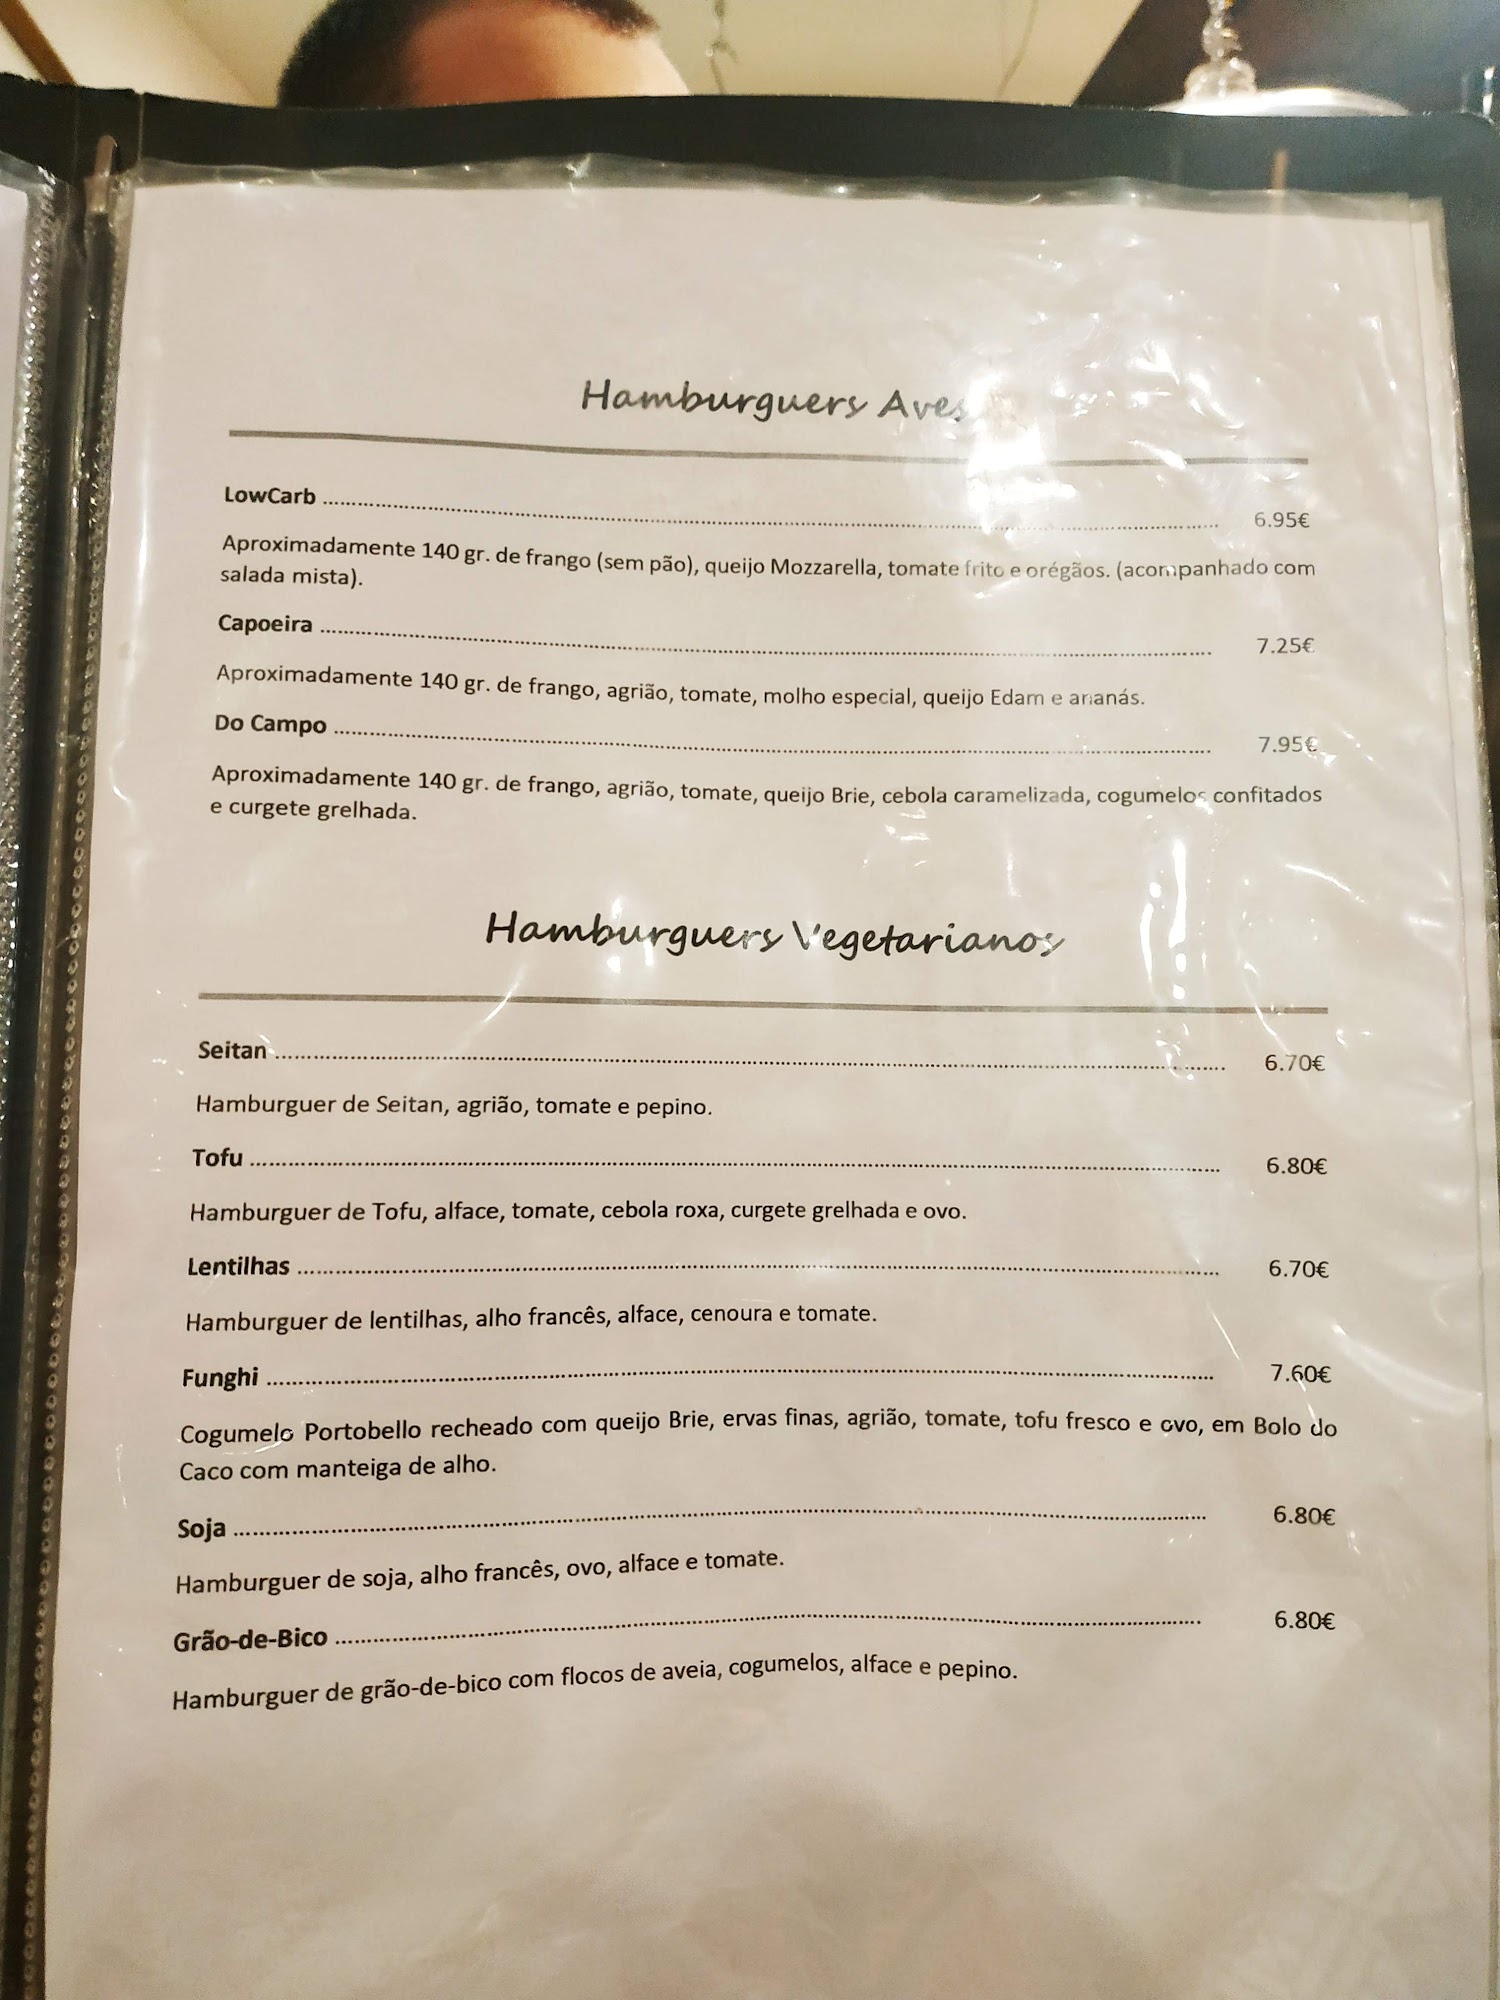 Hamburguers Aves
LowCarb ........ 6.95€
Aproximadamente 140 gr. de frango (sem pão), queijo Mozzarella, tomate frito e orégãos. (acompanhado com
salada mista).
Capoeira ........ 7.25€
Aproximadamente 140 gr. de frango, agrião, tomate, molho especial, queijo Edam e ananás.
Do Campo ........ 7.95€
Aproximadamente 140 gr. de frango, agrião, tomate, queijo Brie, cebola caramelizada, cogumelos confitados
e curgete grelhada.
Hamburguers Vegetarianos
Seitan ........ 6.70€
Hamburguer de Seitan, agrião, tomate e pepino.
Tofu ........ 6.80€
Hamburguer de Tofu, alface, tomate, cebola roxa, curgete grelhada e ovo.
Lentilhas ........ 6.70€
Hamburguer de lentilhas, alho francês, alface, cenoura e tomate.
Funghi ........ 7.60€
Cogumelo Portobello recheado com queijo Brie, ervas finas, agrião, tomate, tofu fresco e ovo, em Bolo do
Caco com manteiga de alho.
Soja ........ 6.80€
Hamburguer de soja, alho francês, ovo, alface e tomate.
Grão-de-Bico ........ 6.80€
Hamburguer de grão-de-bico com flocos de aveia, cogumelos, alface e pepino.